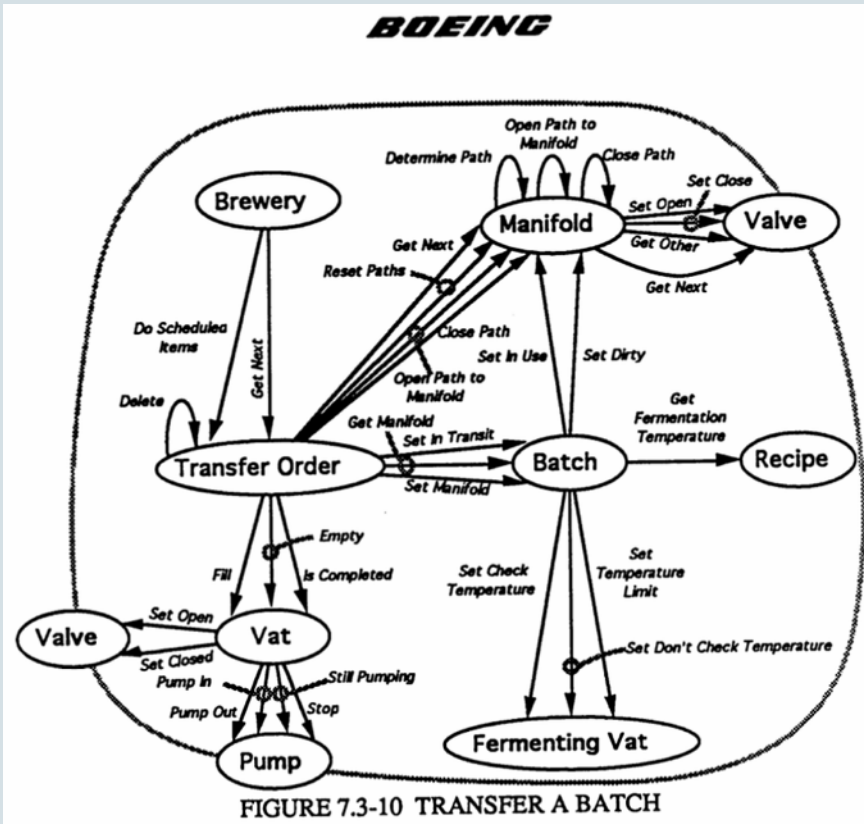 BOEING
Open Path to
Manifold
Determine Path
Close Path
Set Close
Brewery
Set Open
Manifold
Valve
Get Next
Get Other
Reset Paths
Get Next
Do Scheduled
Items
Close Path
Set In Use
Set Dirty
Get Next
Open Path to
Manifold
Delete
Get
Fermentation
Temperature
Get Manifold
Set In Transit
Transfer Order
Batch
Recipe
Set Manifold
Empty
Fill
Is Completed
Set Check
Temperature
Set
Temperature
Limit
Set Open
Valve
Vat
Set Closed
Set Don't Check Temperature
Pump In
Still Pumping
Pump Out
Stop
Fermenting Vat
Pump
FIGURE 7.3-10 TRANSFER A BATCH